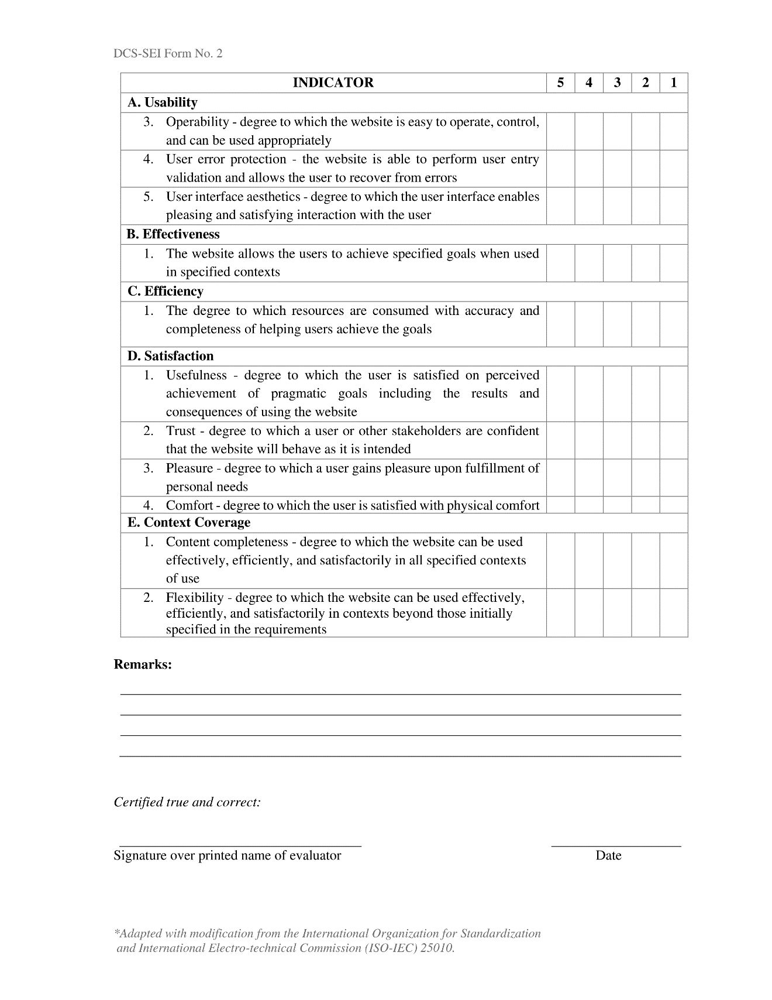 DCS-SEI Form No. 2
INDICATOR 5 4 3 2 1
A. Usability
3. Operability - degree to which the website is easy to operate, control,
and can be used appropriately
4. User error protection - the website is able to perform user entry
validation and allows the user to recover from errors
5. User interface aesthetics - degree to which the user interface enables
pleasing and satisfying interaction with the user
B. Effectiveness
1. The website allows the users to achieve specified goals when used
in specified contexts
C. Efficiency
1. The degree to which resources are consumed with accuracy and
completeness of helping users achieve the goals
D. Satisfaction
1. Usefulness - degree to which the user is satisfied on perceived
achievement of pragmatic goals including the results and
consequences of using the website
2. Trust - degree to which a user or other stakeholders are confident
that the website will behave as it is intended
3. Pleasure - degree to which a user gains pleasure upon fulfillment of
personal needs
4. Comfort - degree to which the user is satisfied with physical comfort
E. Context Coverage
1. Content completeness - degree to which the website can be used
effectively, efficiently, and satisfactorily in all specified contexts
of use
2. Flexibility - degree to which the website can be used effectively,
efficiently, and satisfactorily in contexts beyond those initially
specified in the requirements
Remarks:
Certified true and correct:
Signature over printed name of evaluator Date
*Adapted with modification from the International Organization for Standardization
and International Electro-technical Commission (ISO-IEC) 25010.